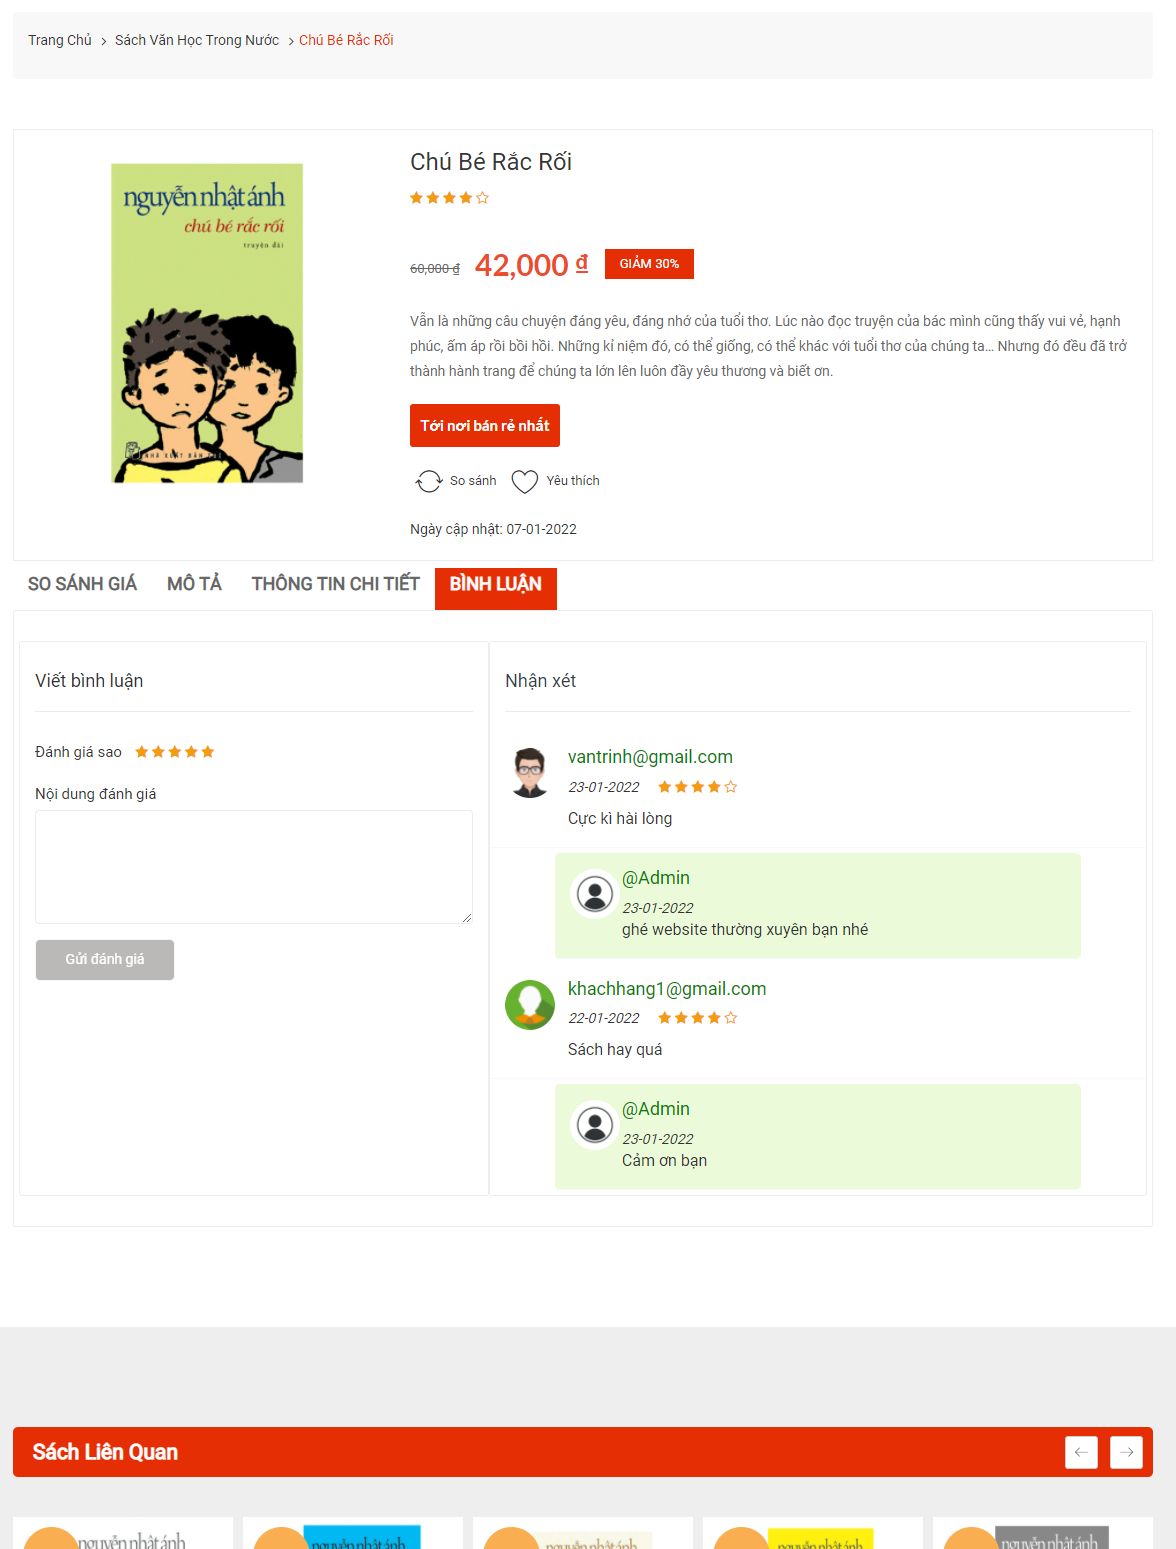 Trang Chủ > Sách Văn Học Trong Nước > Chú Bé Rắc Rối
nguyễn nhật ánh
chú bé rắc rối
truyện dài
Chú Bé Rắc Rối
60,000 ₫ 42,000 ₫ GIẢM 30%
Vẫn là những câu chuyện đáng yêu, đáng nhớ của tuổi thơ. Lúc nào đọc truyện của bác mình cũng thấy vui vẻ, hạnh
phúc, ấm áp rồi bồi hồi. Những kỉ niệm đó, có thể giống, có thể khác với tuổi thơ của chúng ta... Nhưng đó đều đã trở
thành hành trang để chúng ta lớn lên luôn đầy yêu thương và biết ơn.
Tới nơi bán rẻ nhất
So sánh Yêu thích
Ngày cập nhật: 07-01-2022
SO SÁNH GIÁ MÔ TẢ THÔNG TIN CHI TIẾT BÌNH LUẬN
Viết bình luận
Đánh giá sao
Nội dung đánh giá
Gửi đánh giá
Nhận xét
vantrinh@gmail.com
23-01-2022
Cực kì hài lòng
@Admin
23-01-2022
ghé website thường xuyên bạn nhé
khachhang1@gmail.com
22-01-2022
Sách hay quá
@Admin
23-01-2022
Cảm ơn bạn
Sách Liên Quan
nguyễn nhật ánh
nguyễn nhật ánh
nguyễn nhật ánh
nguyễn nhật ánh
nguyễn nhật ánh